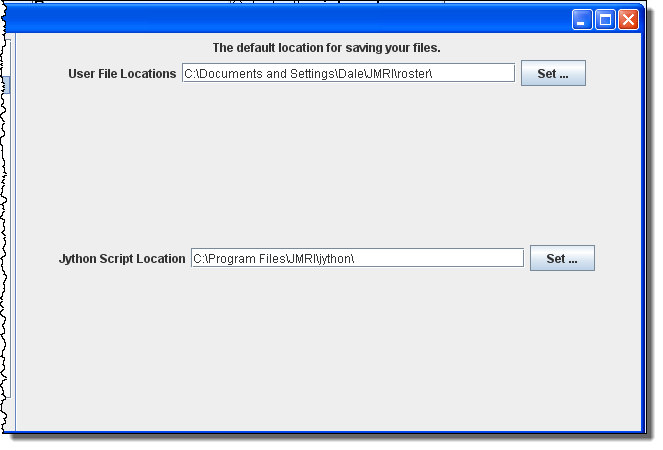 The default location for saving your files.
User File Locations C:\Documents and Settings\Dale\JMRI\roster\ Set ...
Jython Script Location C:\Program Files\JMRI\jython\ Set ...